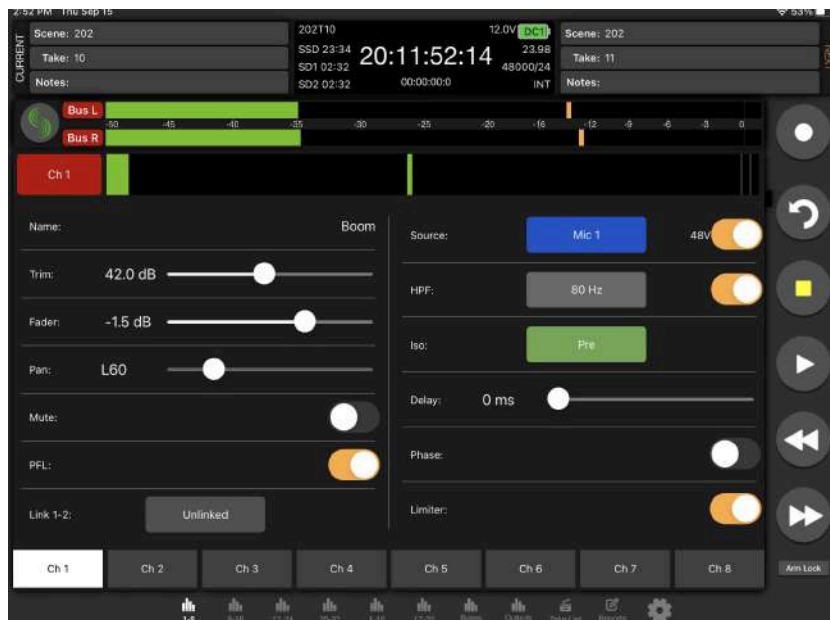 2:52 PM Thu Sep 15
53%
CURRENT
Scene: 202
Take: 10
Notes:
202T10
12.0V DC1
SSD 23:34
SD1 02:32
SD2 02:32
20:11:52:14
00:00:00:0
23.98
48000/24
INT
Scene: 202
Take: 11
Notes:
Bus L
-50 -45 -40 -35 -30 -25 -20 -16 -12 -9 -6 -3 0
Bus R
Ch 1
Name: Boom
Trim: 42.0 dB
Fader: -1.5 dB
Pan: L60
Mute:
PFL:
Link 1-2: Unlinked
Source: Mic 1 48V
HPF: 80 Hz
Iso: Pre
Delay: 0 ms
Phase:
Limiter:
Ch 1 Ch 2 Ch 3 Ch 4 Ch 5 Ch 6 Ch 7 Ch 8
Arm Lock
1-8
Outputs
Reports